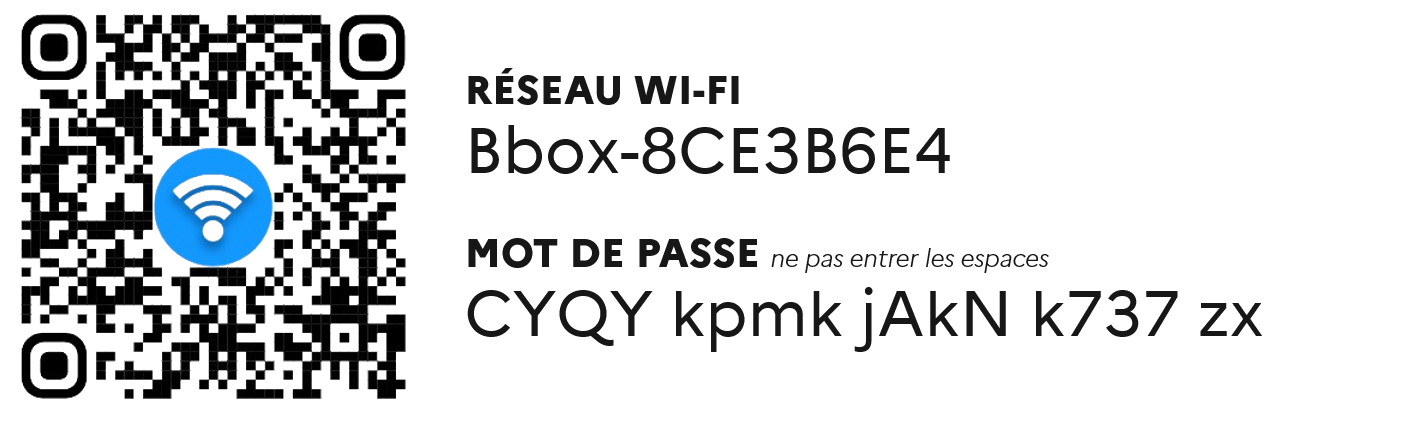 RÉSEAU WI-FI
Bbox-8CE3B6E4
MOT DE PASSE ne pas entrer les espaces
CYQY kpmk jAkN k737 zx